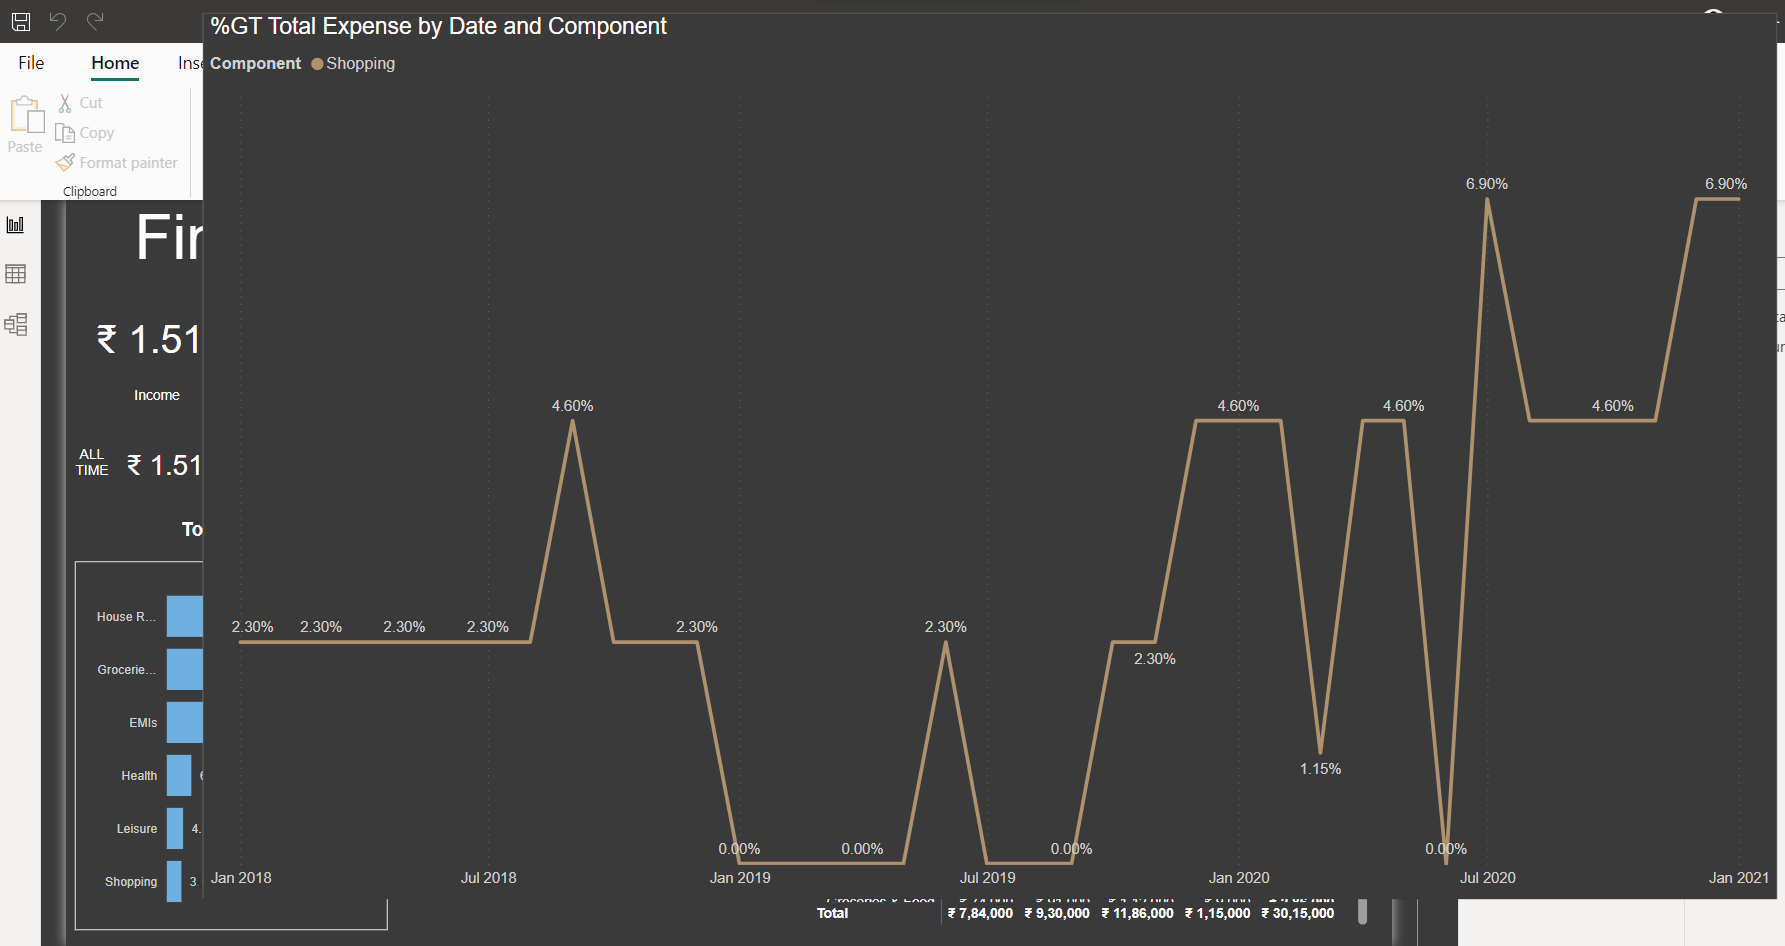 %GT Total Expense by Date and Component
Component Shopping
File Home Inse
Cut
Copy
Paste
Format painter
Clipboard
Fir
₹ 1.51
Income
ALL
TIME
₹ 1.51
To
House R...
Grocerie...
EMIs
Health
Leisure 4.
Shopping 3.
6.90% 6.90%
4.60% 4.60% 4.60% 4.60%
2.30% 2.30% 2.30% 2.30% 2.30% 2.30%
2.30%
1.15%
0.00% 0.00% 0.00% 0.00%
Jan 2018 Jul 2018 Jan 2019 Jul 2019 Jan 2020 Jul 2020 Jan 2021
Total ₹ 7,84,000 ₹ 9,30,000 ₹ 11,86,000 ₹ 1,15,000 ₹ 30,15,000